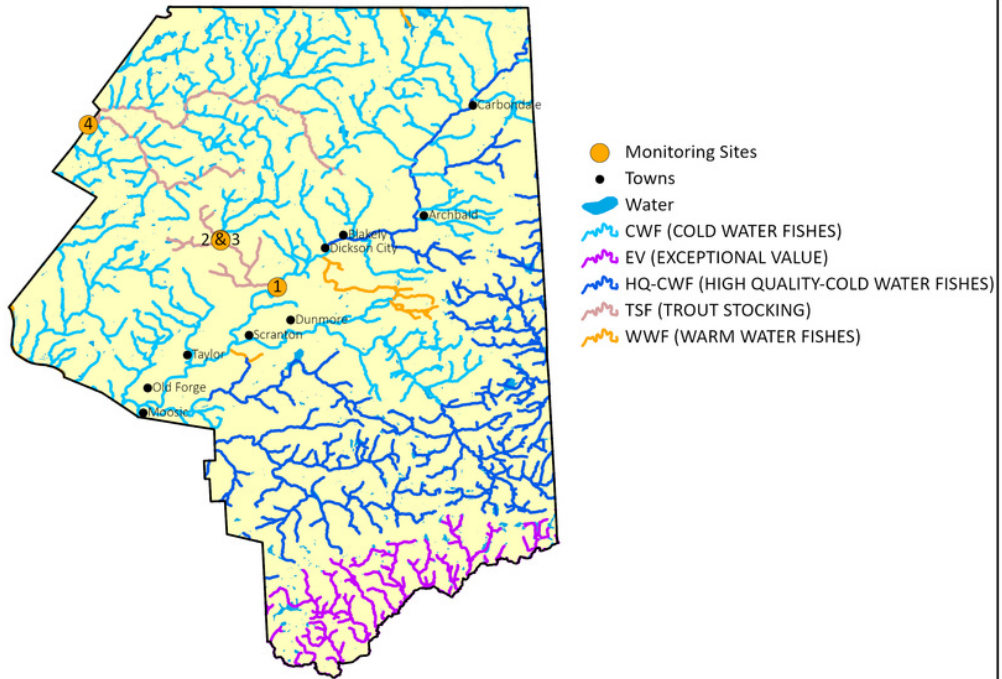 Carbondale
4
Archbald
Blakely
2 & 3
Dickson City
1
Dunmore
Scranton
Taylor
Old Forge
Moosic
Monitoring Sites
Towns
Water
CWF (COLD WATER FISHES)
EV (EXCEPTIONAL VALUE)
HQ-CWF (HIGH QUALITY-COLD WATER FISHES)
TSF (TROUT STOCKING)
WWF (WARM WATER FISHES)